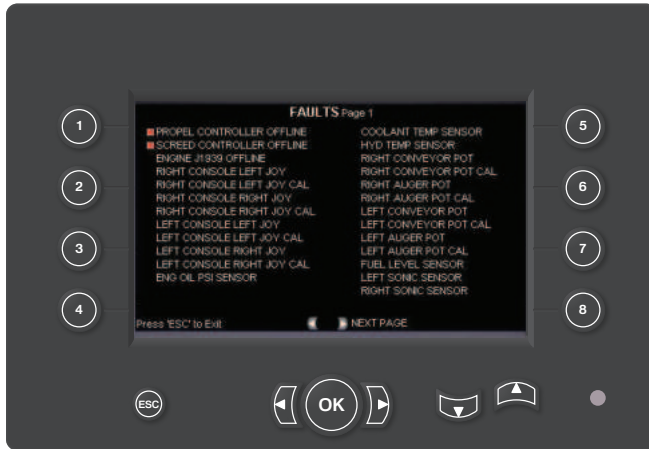 FAULTS Page 1
PROPEL CONTROLLER OFFLINE
SCREED CONTROLLER OFFLINE
ENGINE J1939 OFFLINE
RIGHT CONSOLE LEFT JOY
RIGHT CONSOLE LEFT JOY CAL
RIGHT CONSOLE RIGHT JOY
RIGHT CONSOLE RIGHT JOY CAL
LEFT CONSOLE LEFT JOY
LEFT CONSOLE LEFT JOY CAL
LEFT CONSOLE RIGHT JOY
LEFT CONSOLE RIGHT JOY CAL
ENG OIL PSI SENSOR
COOLANT TEMP SENSOR
HYD TEMP SENSOR
RIGHT CONVEYOR POT
RIGHT CONVEYOR POT CAL
RIGHT AUGER POT
RIGHT AUGER POT CAL
LEFT CONVEYOR POT
LEFT CONVEYOR POT CAL
LEFT AUGER POT
LEFT AUGER POT CAL
FUEL LEVEL SENSOR
LEFT SONIC SENSOR
RIGHT SONIC SENSOR
Press 'ESC' to Exit
NEXT PAGE
1
2
3
4
5
6
7
8
ESC
OK